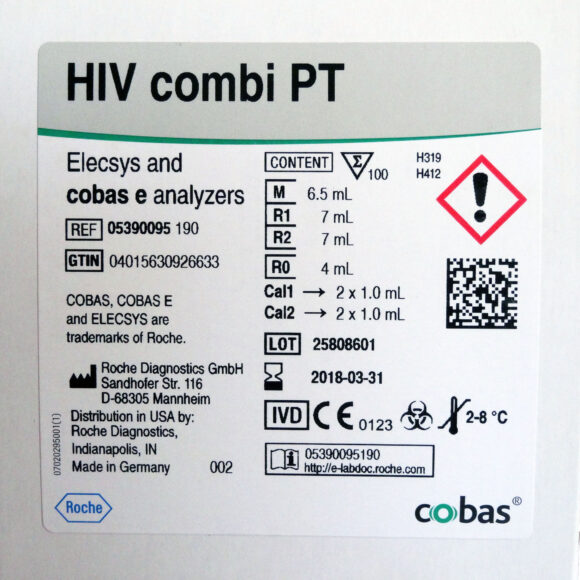 HIV combi PT
Elecsys and
cobas e analyzers
REF 05390095 190
GTIN 04015630926633
COBAS, COBAS E
and ELECSYS are
trademarks of Roche.
Roche Diagnostics GmbH
Sandhofer Str. 116
D-68305 Mannheim
Distribution in USA by:
Roche Diagnostics,
Indianapolis, IN
Made in Germany 002
07020295001(1)
Roche
CONTENT Σ 100
M 6.5 mL
R1 7 mL
R2 7 mL
R0 4 mL
Cal1 → 2 x 1.0 mL
Cal2 → 2 x 1.0 mL
H319
H412
LOT 25808601
2018-03-31
IVD CE 0123 2-8 °C
i 05390095190
http://e-labdoc.roche.com
cobas®